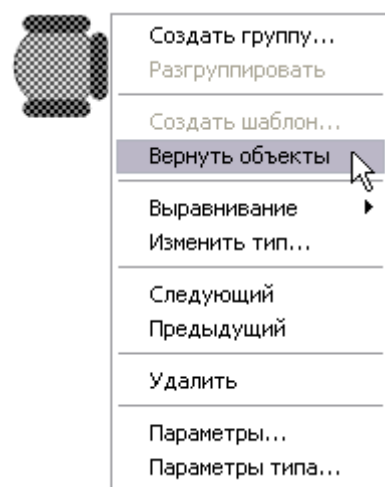 Создать группу...
Разгруппировать
Создать шаблон...
Вернуть объекты
Выравнивание
Изменить тип...
Следующий
Предыдущий
Удалить
Параметры...
Параметры типа...